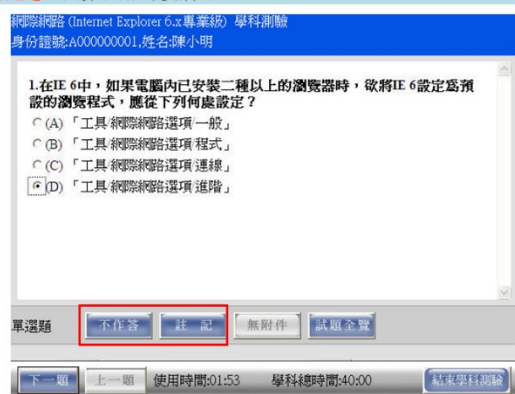 網際網路 (Internet Explorer 6.x專業級) 學科測驗
身份證號:A000000001,姓名:陳小明
1.在IE 6中，如果電腦內已安裝二種以上的瀏覽器時，欲將IE 6設定為預
設的瀏覽程式，應從下列何處設定？
(A) 「工具/網際網路選項/一般」
(B) 「工具/網際網路選項/程式」
(C) 「工具/網際網路選項/連線」
(D) 「工具/網際網路選項/進階」
單選題 不作答 註 記 無附件 試題全覽
下一題 上一題 使用時間:01:53 學科總時間:40:00 結束學科測驗